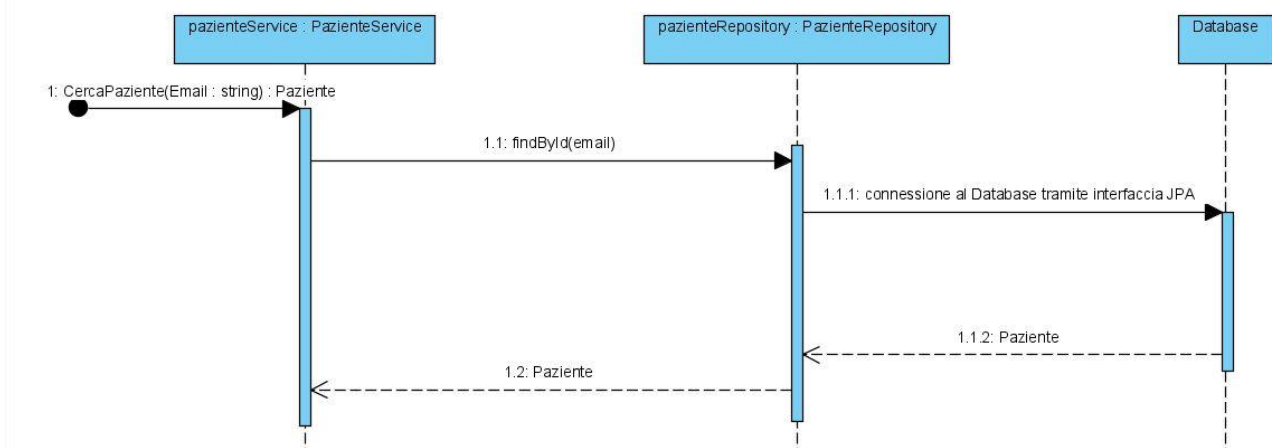 pazienteService : PazienteService
pazienteRepository : PazienteRepository
Database
1: CercaPaziente(Email : string) : Paziente
1.1: findById(email)
1.1.1: connessione al Database tramite interfaccia JPA
1.1.2: Paziente
1.2: Paziente